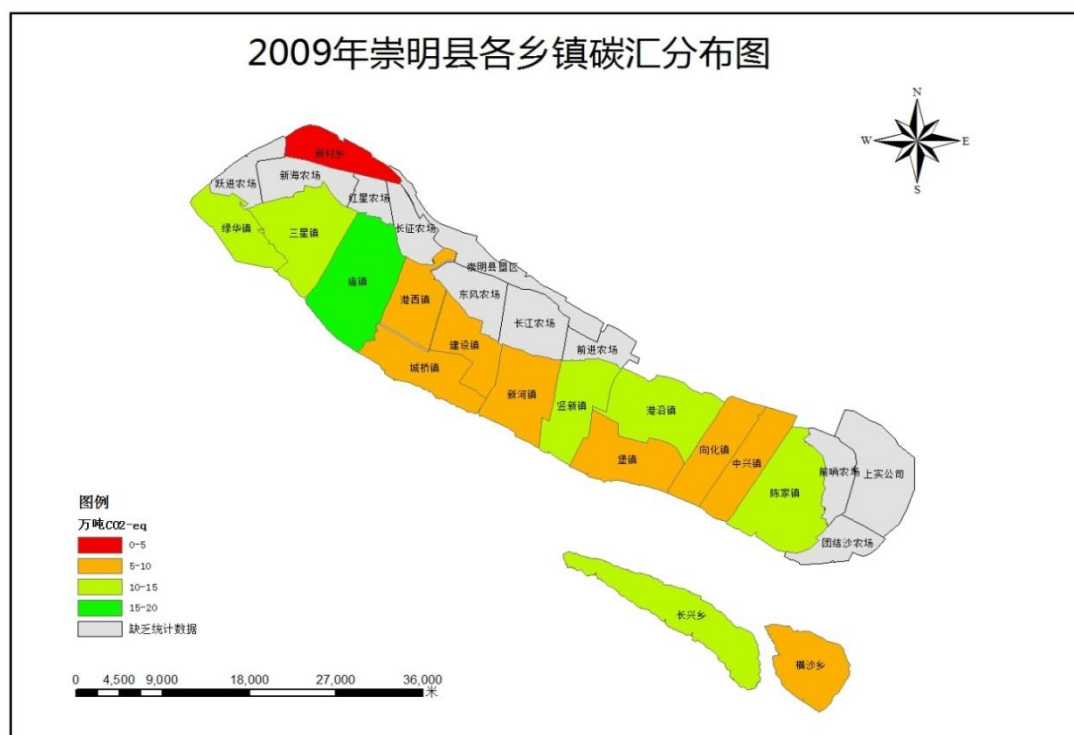 2009年崇明县各乡镇碳汇分布图
N
W
E
S
新村乡
跃进农场
新海农场
红星农场
绿华镇
三星镇
长征农场
崇明县垦区
庙镇
港西镇
东风农场
长江农场
建设镇
前进农场
城桥镇
新河镇
竖新镇
港沿镇
堡镇
向化镇
中兴镇
陈家镇
前哨农场
上实公司
团结沙农场
长兴乡
横沙乡
图例
万吨CO2-eq
0-5
5-10
10-15
15-20
缺乏统计数据
0 4,500 9,000 18,000 27,000 36,000
米